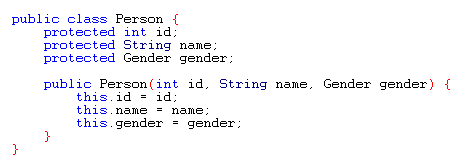 public class Person {
    protected int id;
    protected String name;
    protected Gender gender;

    public Person(int id, String name, Gender gender) {
        this.id = id;
        this.name = name;
        this.gender = gender;
    }
}